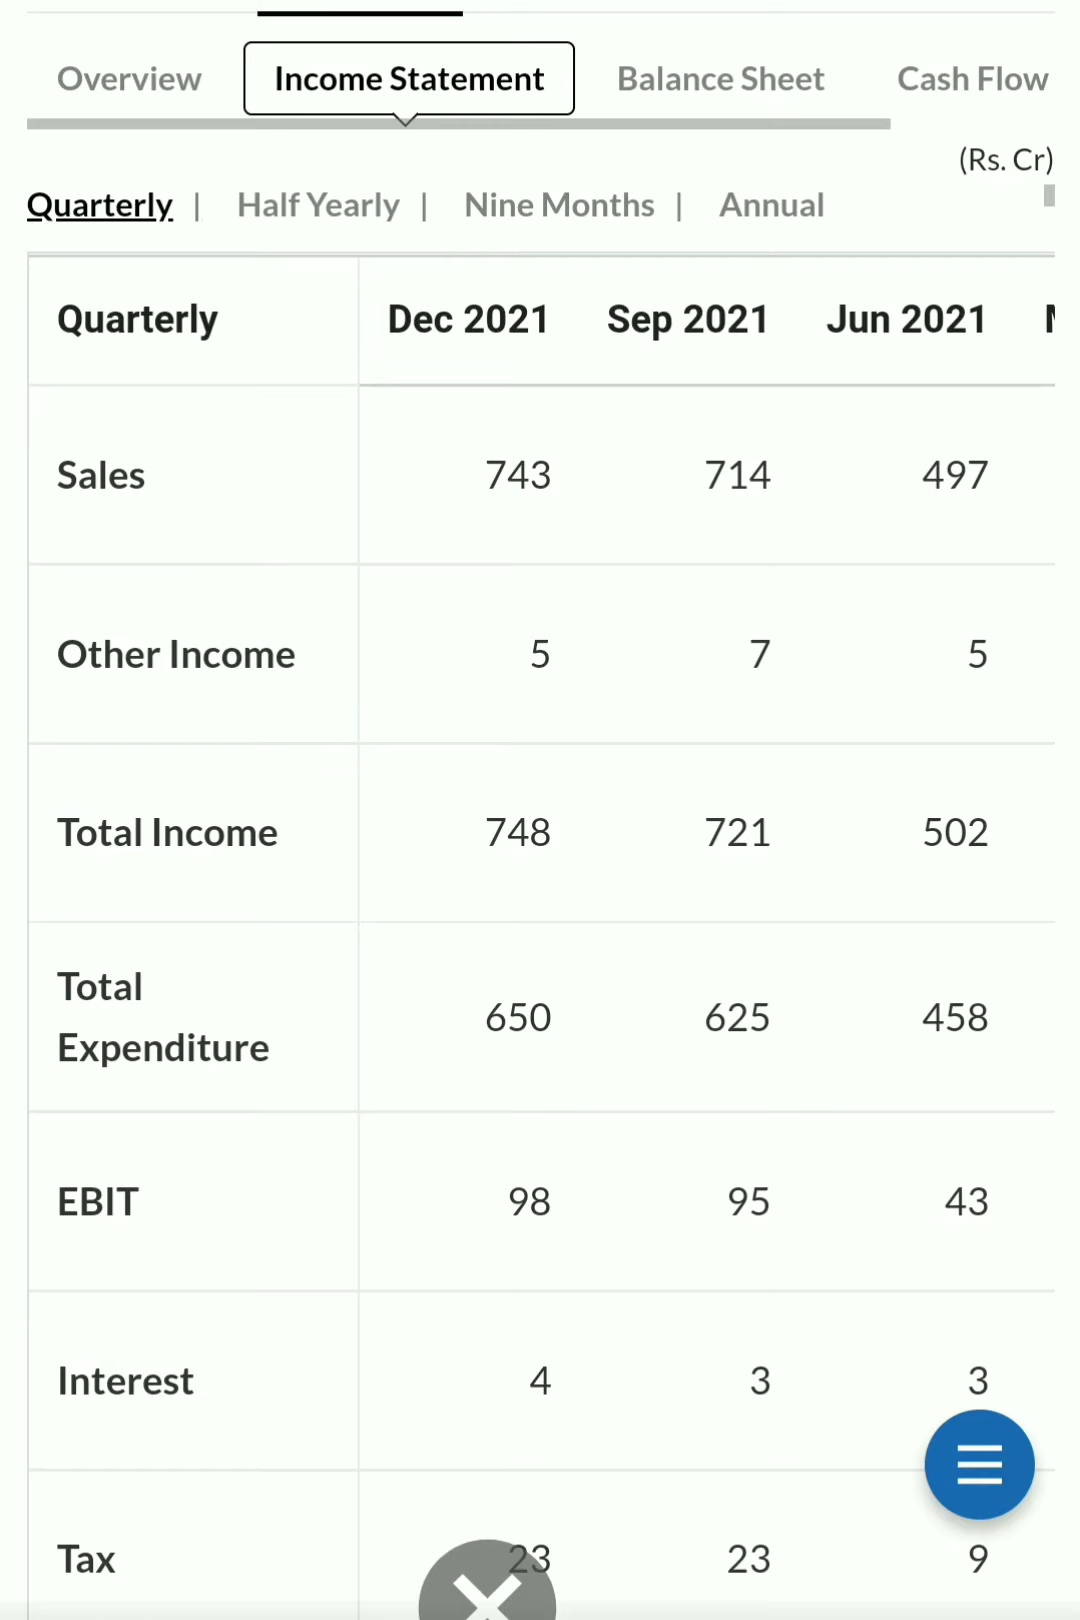 Overview Income Statement Balance Sheet Cash Flow
(Rs. Cr)
Quarterly | Half Yearly | Nine Months | Annual
Quarterly Dec 2021 Sep 2021 Jun 2021
Sales 743 714 497
Other Income 5 7 5
Total Income 748 721 502
Total
Expenditure 650 625 458
EBIT 98 95 43
Interest 4 3 3
Tax 23 23 9